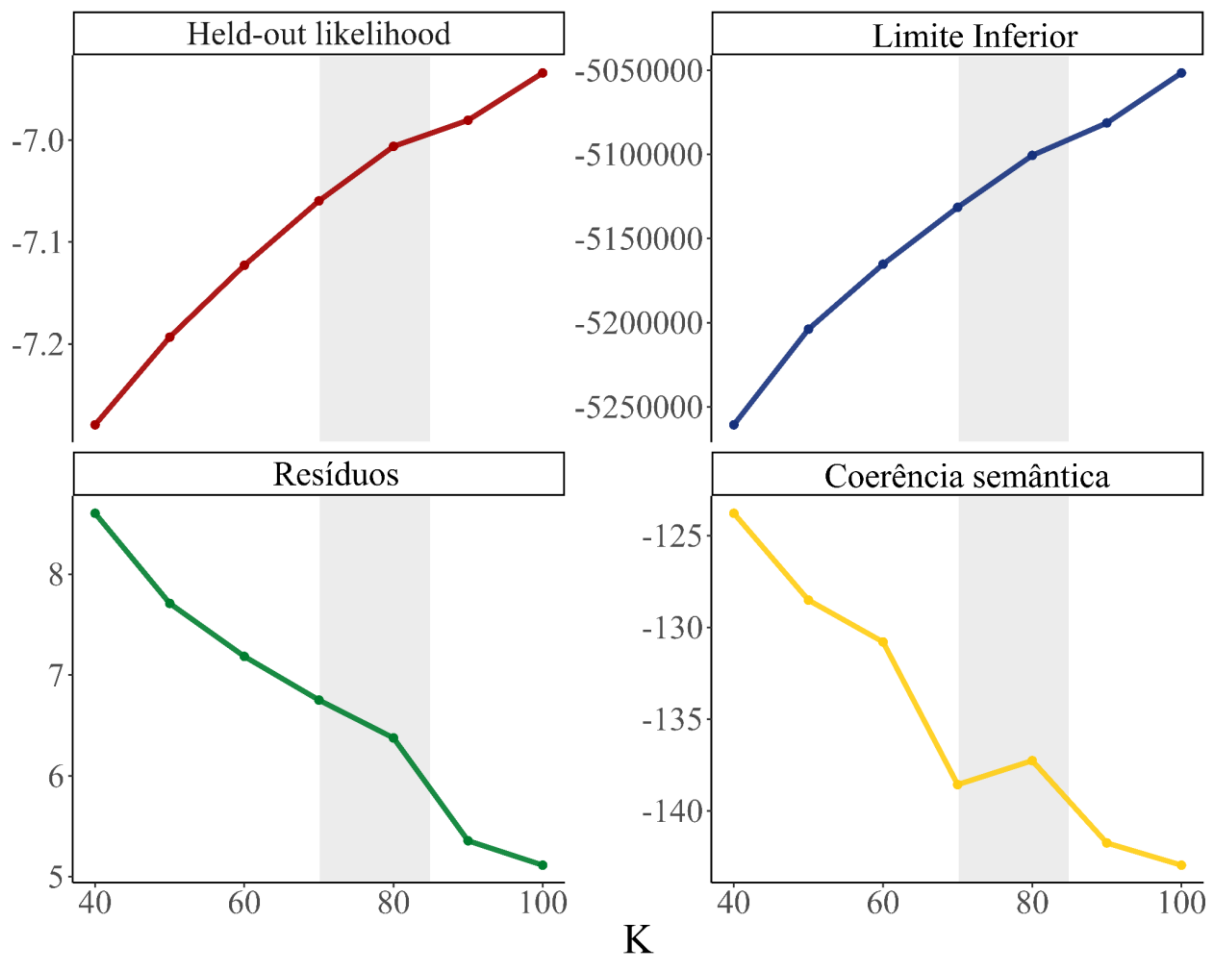 Held-out likelihood
-7.0
-7.1
-7.2
Limite Inferior
-5050000
-5100000
-5150000
-5200000
-5250000
Resíduos
8
7
6
5
40 60 80 100
Coerência semântica
-125
-130
-135
-140
40 60 80 100
K